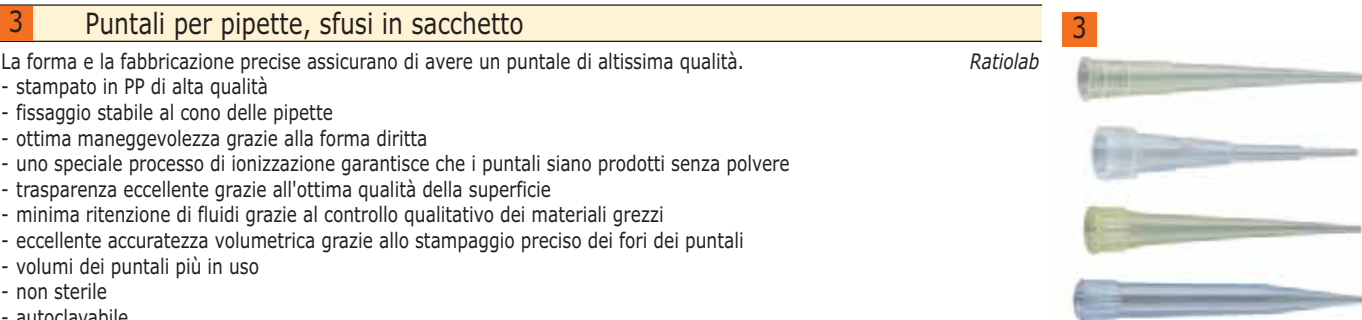 3 Puntali per pipette, sfusi in sacchetto
La forma e la fabbricazione precise assicurano di avere un puntale di altissima qualità. Ratiolab
- stampato in PP di alta qualità
- fissaggio stabile al cono delle pipette
- ottima maneggevolezza grazie alla forma diritta
- uno speciale processo di ionizzazione garantisce che i puntali siano prodotti senza polvere
- trasparenza eccellente grazie all'ottima qualità della superficie
- minima ritenzione di fluidi grazie al controllo qualitativo dei materiali grezzi
- eccellente accuratezza volumetrica grazie allo stampaggio preciso dei fori dei puntali
- volumi dei puntali più in uso
- non sterile
- autoclavabile
3